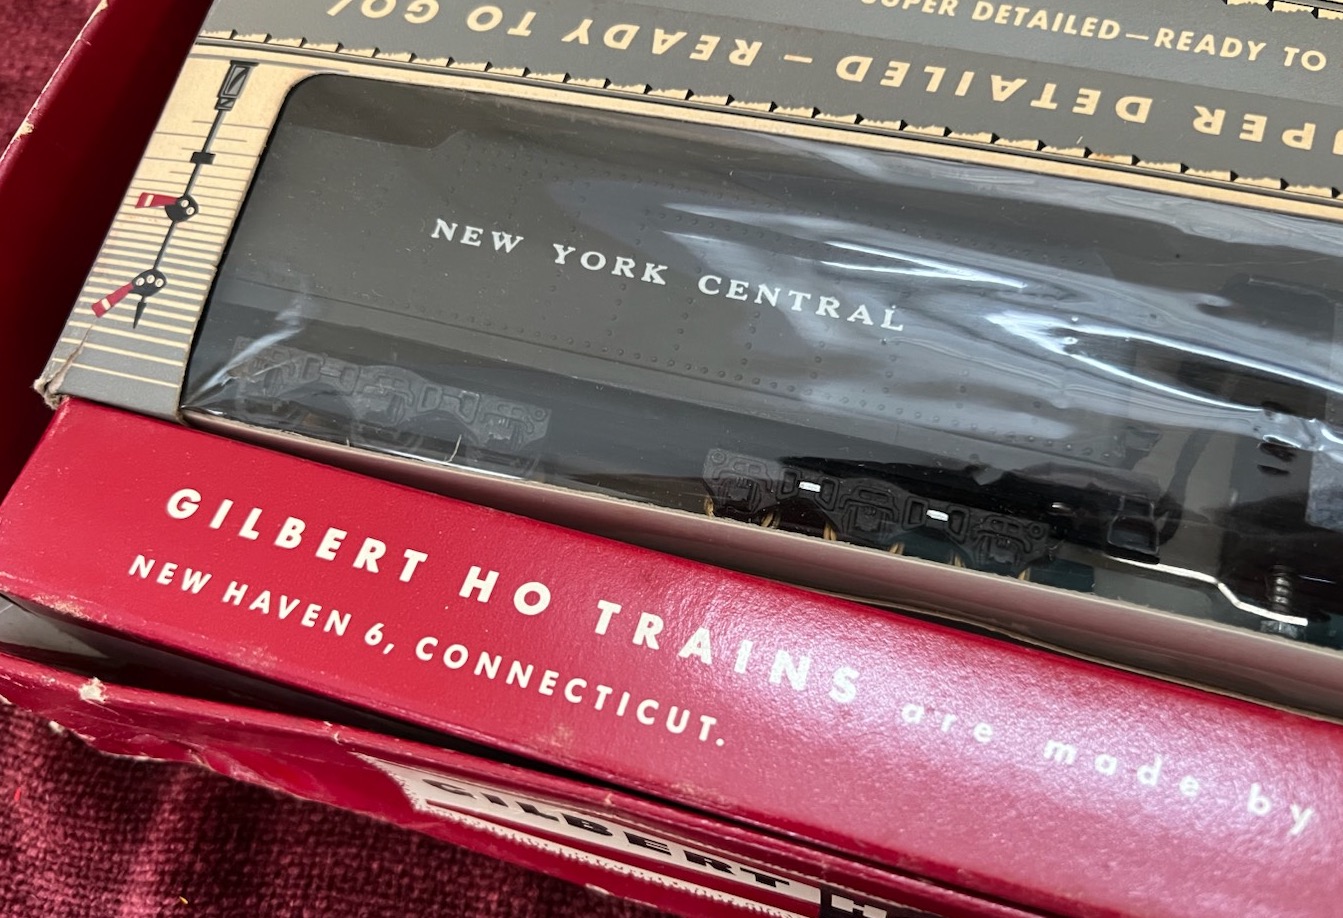 SUPER DETAILED—READY TO
DETAILED — READY TO GO!
NEW YORK CENTRAL
GILBERT HO TRAINS are made by
NEW HAVEN 6, CONNECTICUT.
GILBERT H